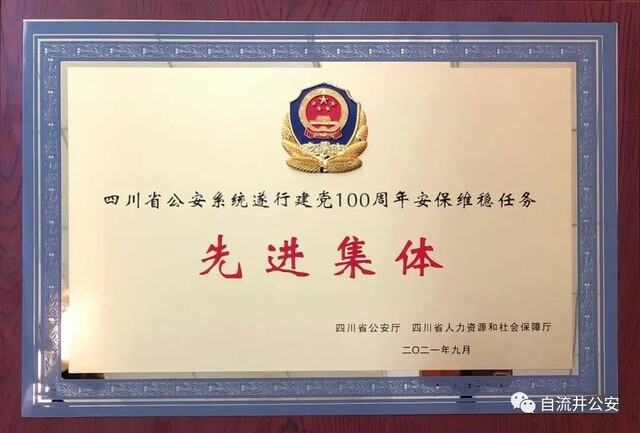 四川省公安系统遂行建党100周年安保维稳任务
先进集体
四川省公安厅 四川省人力资源和社会保障厅
二〇二一年九月
自流井公安